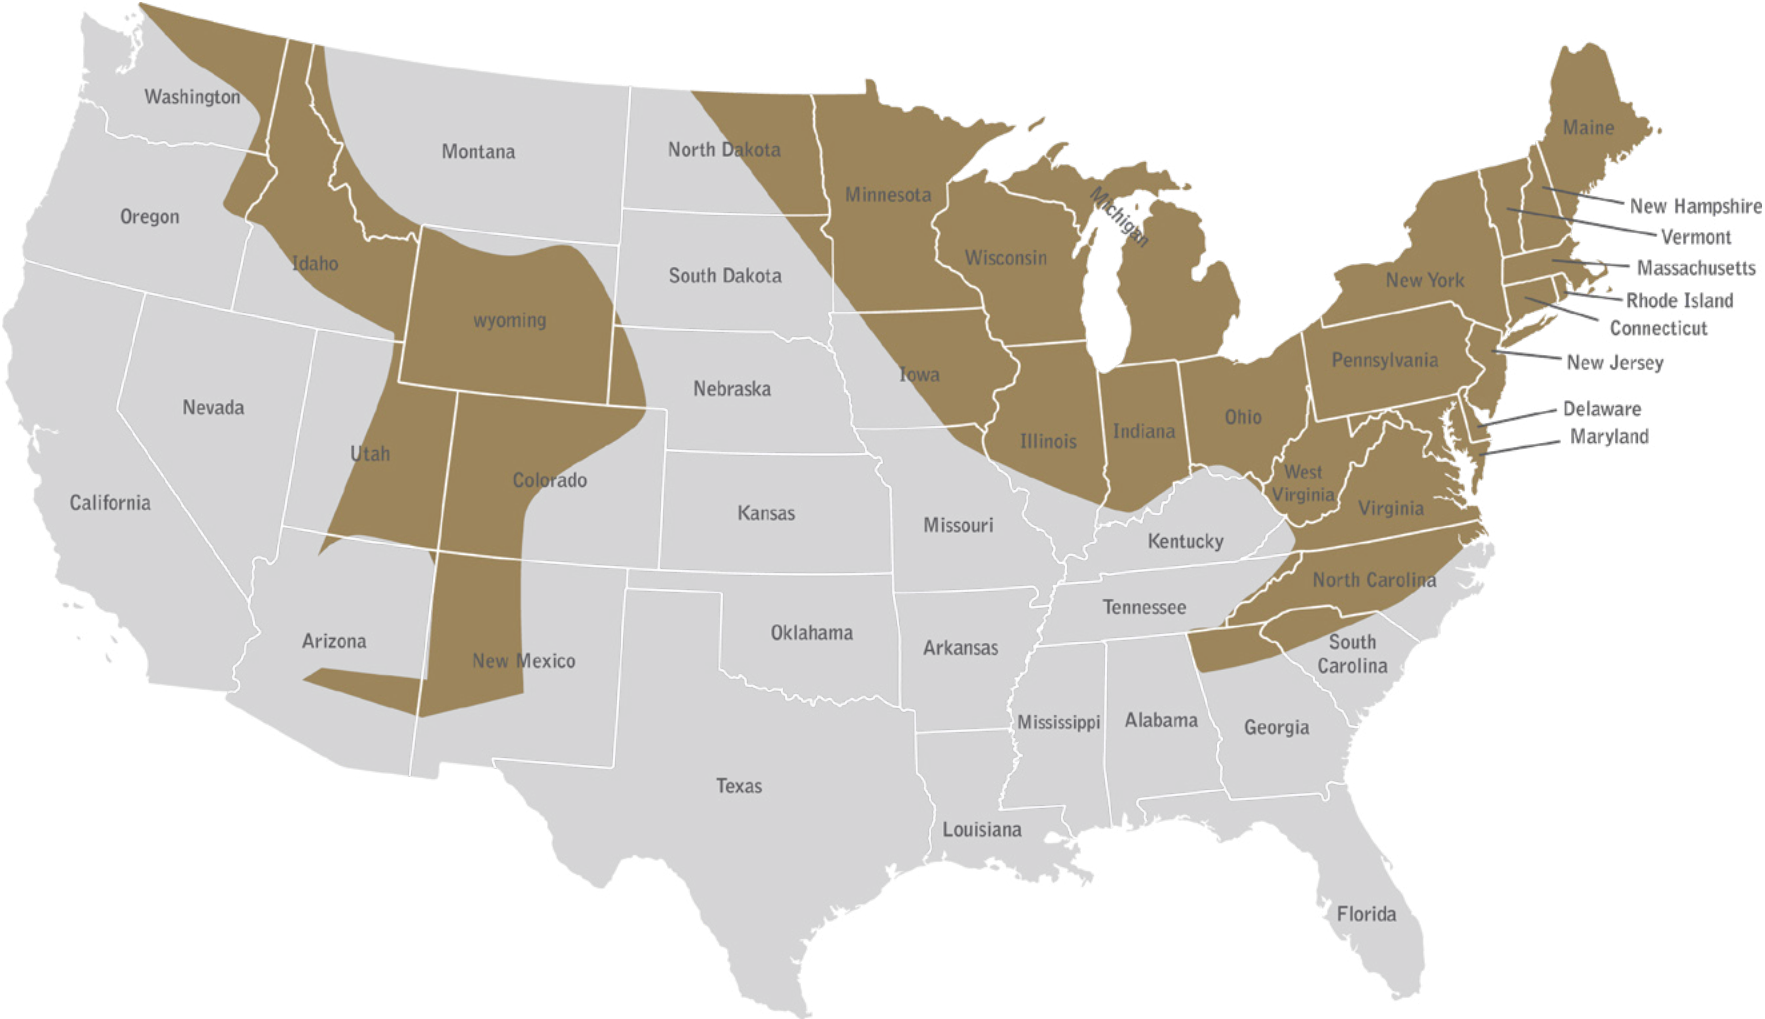 Washington
Montana
North Dakota
Minnesota
Michigan
Maine
Oregon
Idaho
wyoming
South Dakota
Wisconsin
New York
New Hampshire
Vermont
Massachusetts
Rhode Island
Connecticut
New Jersey
Delaware
Maryland
Pennsylvania
Nevada
Utah
Colorado
Nebraska
Iowa
Illinois
Indiana
Ohio
West
Virginia
Virginia
California
Kansas
Missouri
Kentucky
Arizona
New Mexico
Oklahoma
Arkansas
Tennessee
North Carolina
South
Carolina
Texas
Louisiana
Mississippi
Alabama
Georgia
Florida